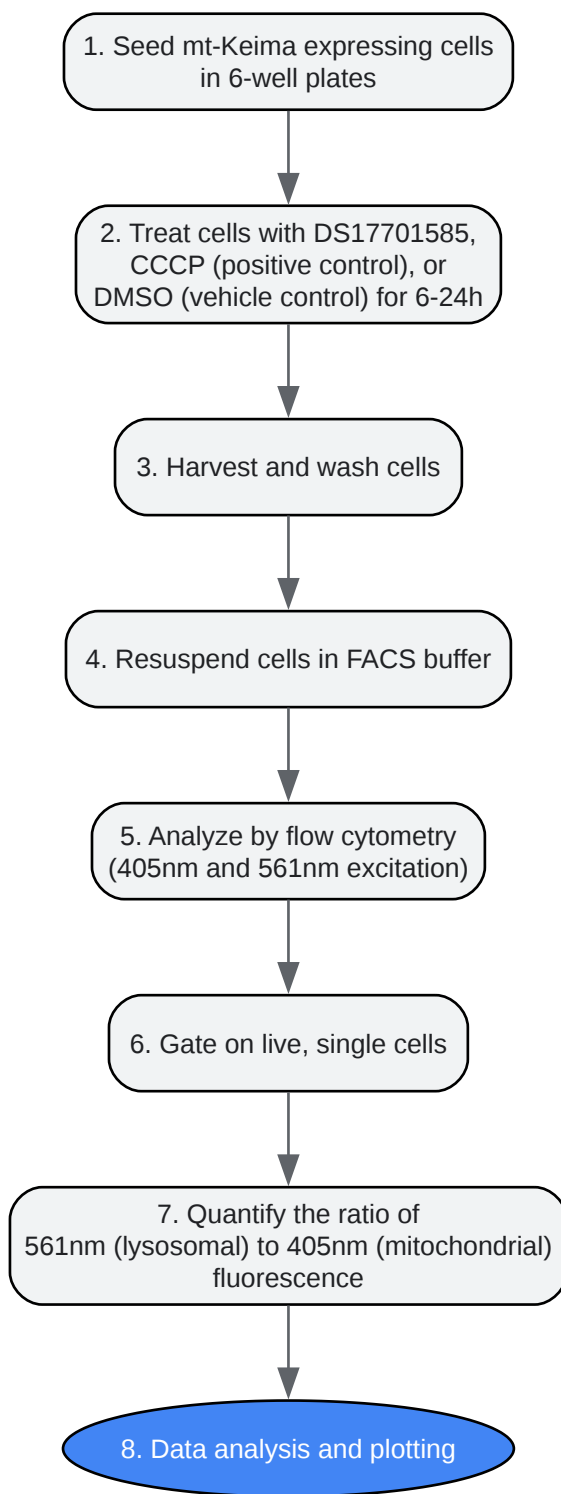 1. Seed mt-Keima expressing cells
in 6-well plates
2. Treat cells with DS17701585,
CCCP (positive control), or
DMSO (vehicle control) for 6-24h
3. Harvest and wash cells
4. Resuspend cells in FACS buffer
5. Analyze by flow cytometry
(405nm and 561nm excitation)
6. Gate on live, single cells
7. Quantify the ratio of
561nm (lysosomal) to 405nm (mitochondrial)
fluorescence
8. Data analysis and plotting